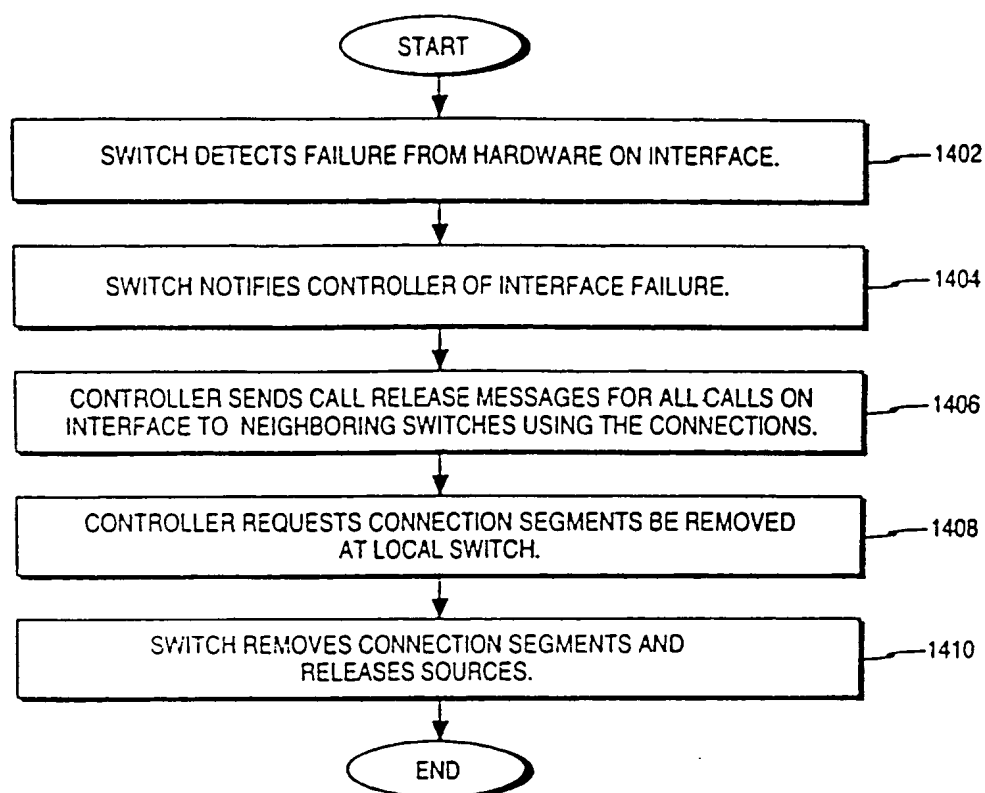 START
SWITCH DETECTS FAILURE FROM HARDWARE ON INTERFACE.
1402
SWITCH NOTIFIES CONTROLLER OF INTERFACE FAILURE.
1404
CONTROLLER SENDS CALL RELEASE MESSAGES FOR ALL CALLS ON
INTERFACE TO NEIGHBORING SWITCHES USING THE CONNECTIONS.
1406
CONTROLLER REQUESTS CONNECTION SEGMENTS BE REMOVED
AT LOCAL SWITCH.
1408
SWITCH REMOVES CONNECTION SEGMENTS AND
RELEASES SOURCES.
1410
END